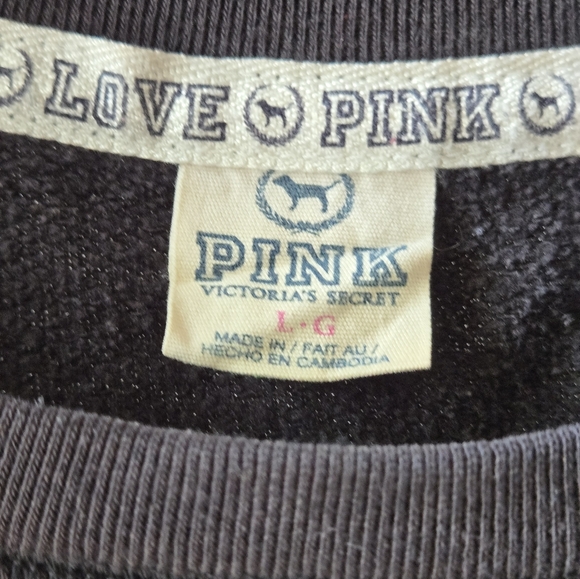 LOVE PINK
PINK
VICTORIA'S SECRET
L-G
MADE IN / FAIT AU /
HECHO EN CAMBODIA